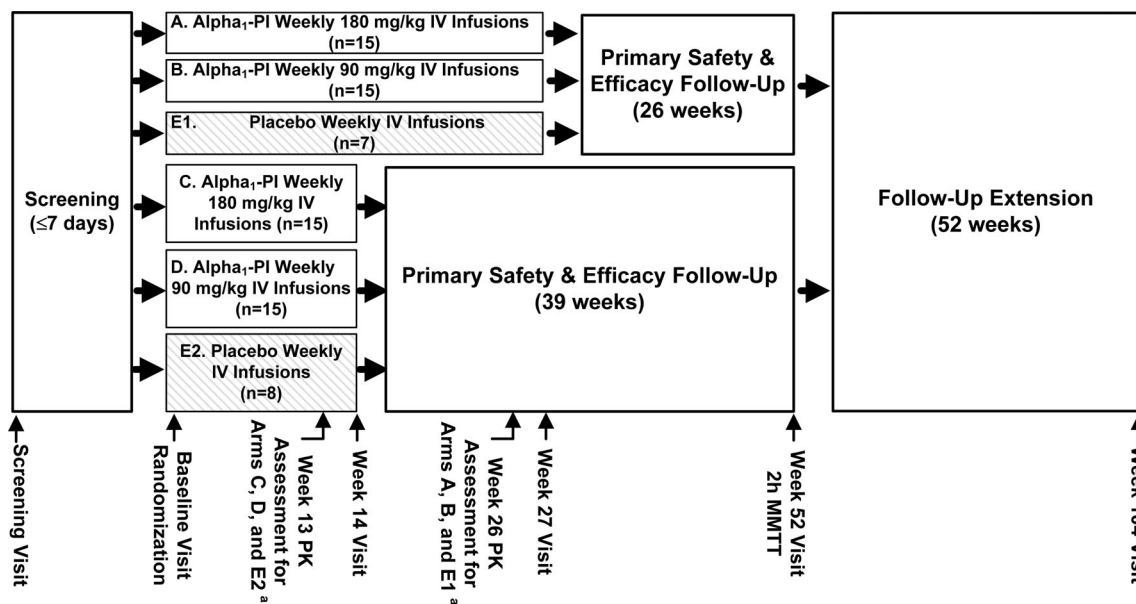 A. Alpha₁-PI Weekly 180 mg/kg IV Infusions
(n=15)
B. Alpha₁-PI Weekly 90 mg/kg IV Infusions
(n=15)
E1. Placebo Weekly IV Infusions
(n=7)
Primary Safety &
Efficacy Follow-Up
(26 weeks)
Screening
(≤7 days)
C. Alpha₁-PI Weekly
180 mg/kg IV
Infusions (n=15)
D. Alpha₁-PI Weekly
90 mg/kg IV Infusions
(n=15)
E2. Placebo Weekly
IV Infusions
(n=8)
Primary Safety & Efficacy Follow-Up
(39 weeks)
Follow-Up Extension
(52 weeks)
Screening Visit
Baseline Visit
Randomization
Week 13 PK
Assessment for
Arms C, D, and E2 ᵃ
Week 14 Visit
Week 26 PK
Assessment for
Arms A, B, and E1 ᵃ
Week 27 Visit
Week 52 Visit
2h MMTT
Visit